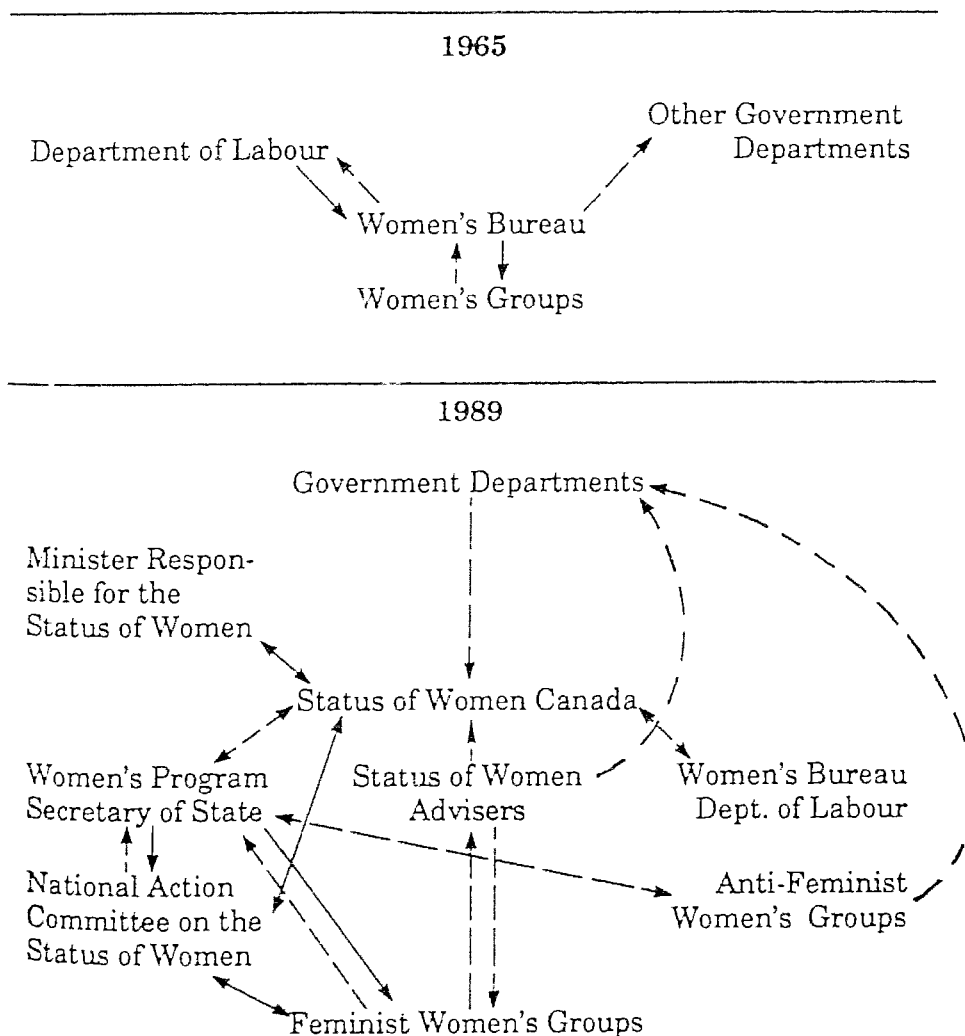 1965
Department of Labour
Other Government
Departments
Women's Bureau
Women's Groups
1989
Government Departments
Minister Respon-
sible for the
Status of Women
Status of Women Canada
Women's Program
Secretary of State
Status of Women
Advisers
Women's Bureau
Dept. of Labour
National Action
Committee on the
Status of Women
Anti-Feminist
Women's Groups
Feminist Women's Groups